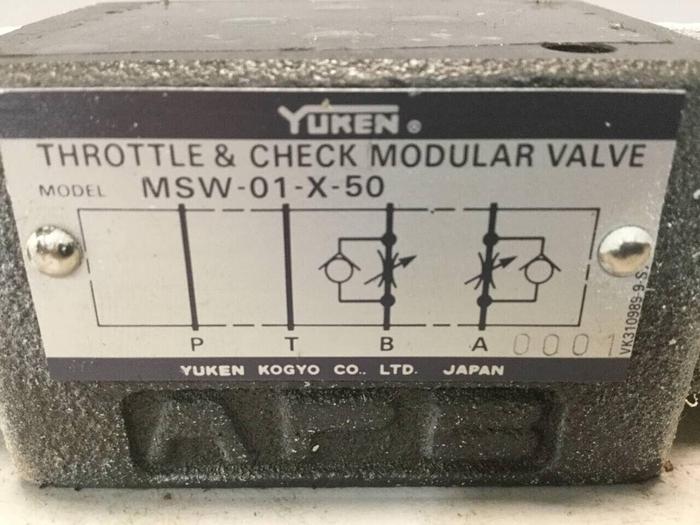 YUKEN ®
THROTTLE & CHECK MODULAR VALVE
MODEL MSW-01-X-50
P T B A 0001
VK310989-9-S.
YUKEN KOGYO CO., LTD. JAPAN